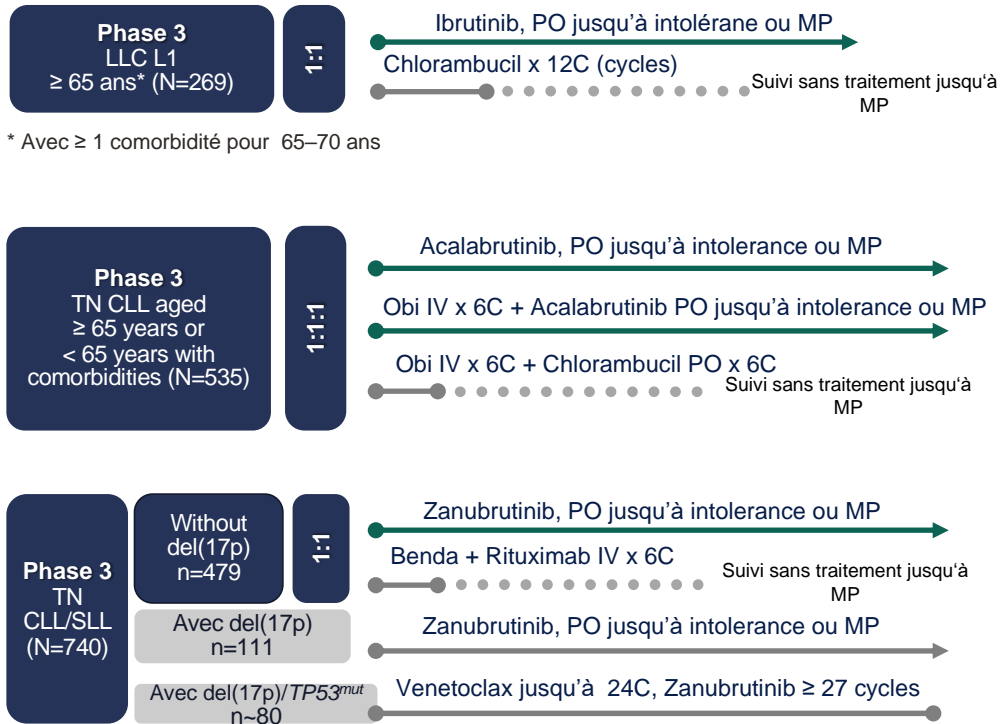 Phase 3
LLC L1
≥ 65 ans* (N=269)
1:1
Ibrutinib, PO jusqu'à intolérane ou MP
Chlorambucil x 12C (cycles)
Suivi sans traitement jusqu'à
MP
* Avec ≥ 1 comorbidité pour 65–70 ans
Phase 3
TN CLL aged
≥ 65 years or
< 65 years with
comorbidities (N=535)
1:1:1
Acalabrutinib, PO jusqu'à intolerance ou MP
Obi IV x 6C + Acalabrutinib PO jusqu'à intolerance ou MP
Obi IV x 6C + Chlorambucil PO x 6C
Suivi sans traitement jusqu'à
MP
Phase 3
TN
CLL/SLL
(N=740)
Without
del(17p)
n=479
1:1
Zanubrutinib, PO jusqu'à intolerance ou MP
Benda + Rituximab IV x 6C
Suivi sans traitement jusqu'à
MP
Avec del(17p)
n=111
Zanubrutinib, PO jusqu'à intolerance ou MP
Avec del(17p)/TP53mut
n~80
Venetoclax jusqu'à 24C, Zanubrutinib ≥ 27 cycles